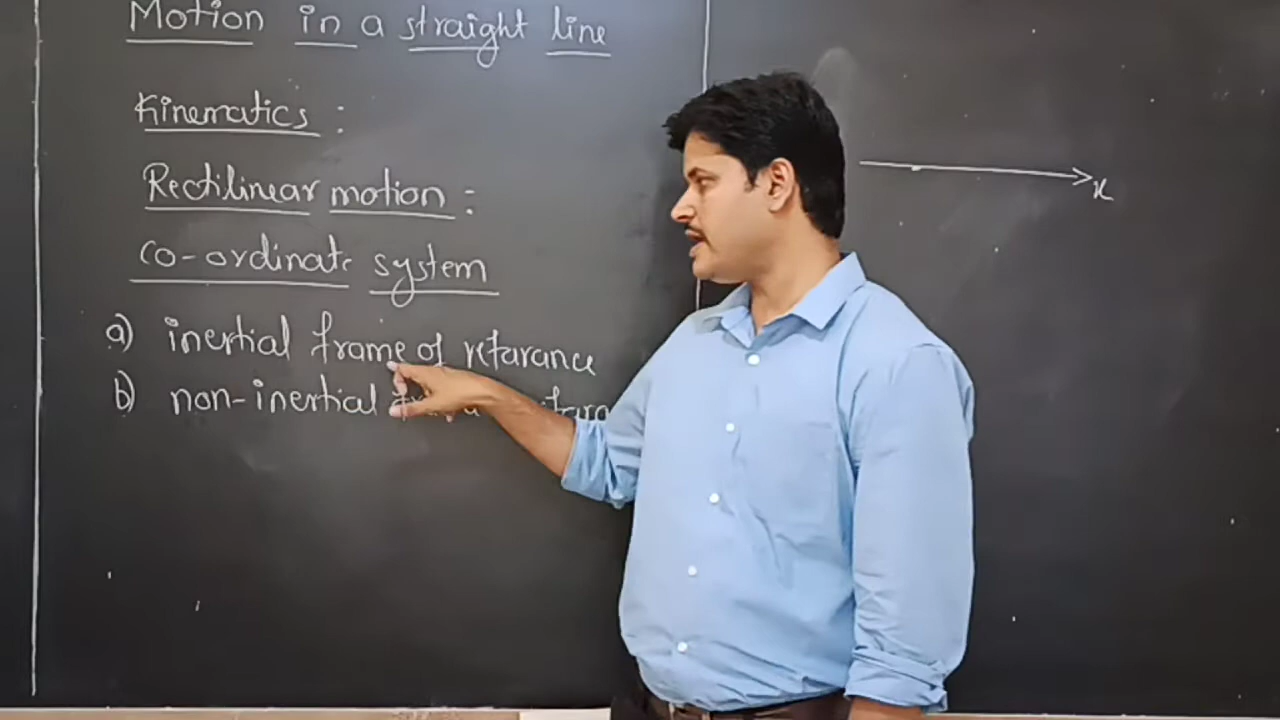 Motion in a straight line
Kinematics :
Rectilinear motion :
co-ordinate system
a) inertial frame of refarance
b) non-inertial
x